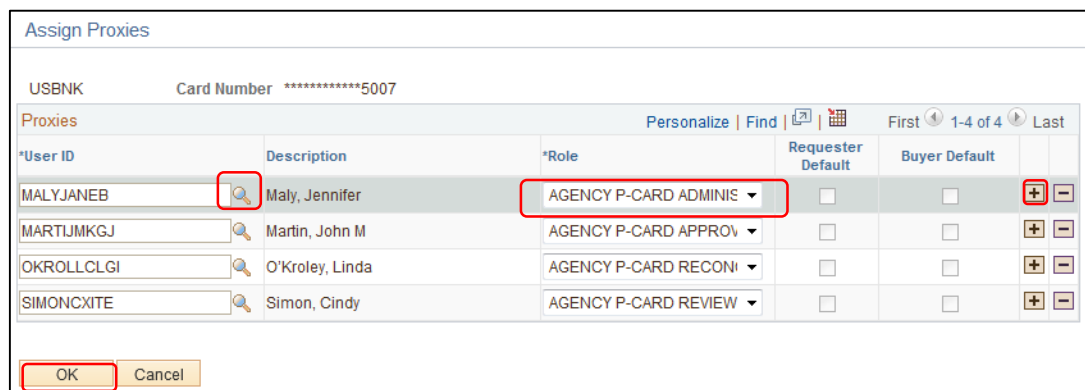 Assign Proxies
USBNK Card Number ************5007
Proxies Personalize | Find | | First 1-4 of 4 Last
*User ID Description *Role Requester Default Buyer Default
MALYJANEB Maly, Jennifer AGENCY P-CARD ADMINIS
MARTIJMKGJ Martin, John M AGENCY P-CARD APPROV
OKROLLCLGI O'Kroley, Linda AGENCY P-CARD RECON(
SIMONCXITE Simon, Cindy AGENCY P-CARD REVIEW
OK Cancel